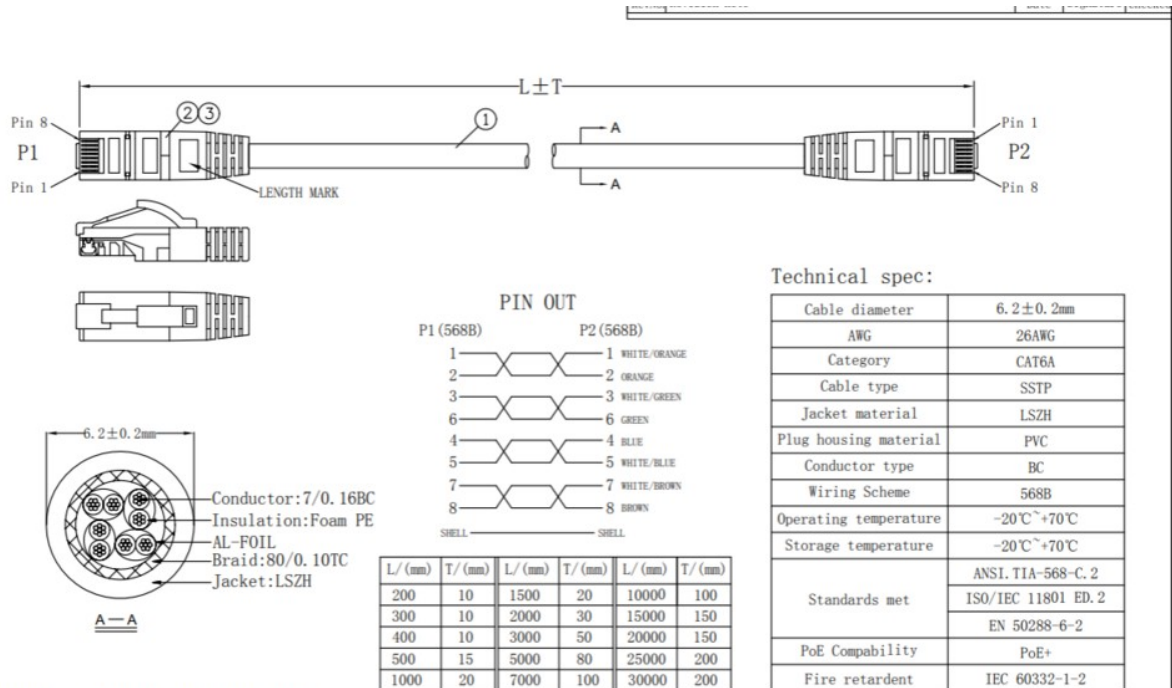 L±T
Pin 8
② ③
①
A
Pin 1
P1
P2
Pin 1
A
Pin 8
LENGTH MARK
PIN OUT
P1(568B) P2(568B)
1 1 WHITE/ORANGE
2 2 ORANGE
3 3 WHITE/GREEN
6 6 GREEN
4 4 BLUE
5 5 WHITE/BLUE
7 7 WHITE/BROWN
8 8 BROWN
SHELL SHELL
6.2±0.2mm
Conductor:7/0.16BC
Insulation:Foam PE
AL-FOIL
Braid:80/0.10TC
Jacket:LSZH
A—A
L/(mm) T/(mm) L/(mm) T/(mm) L/(mm) T/(mm)
200 10 1500 20 10000 100
300 10 2000 30 15000 150
400 10 3000 50 20000 150
500 15 5000 80 25000 200
1000 20 7000 100 30000 200
Technical spec:
Cable diameter 6.2±0.2mm
AWG 26AWG
Category CAT6A
Cable type SSTP
Jacket material LSZH
Plug housing material PVC
Conductor type BC
Wiring Scheme 568B
Operating temperature -20℃~+70℃
Storage temperature -20℃~+70℃
Standards met ANSI.TIA-568-C.2
ISO/IEC 11801 ED.2
EN 50288-6-2
PoE Compability PoE+
Fire retardent IEC 60332-1-2